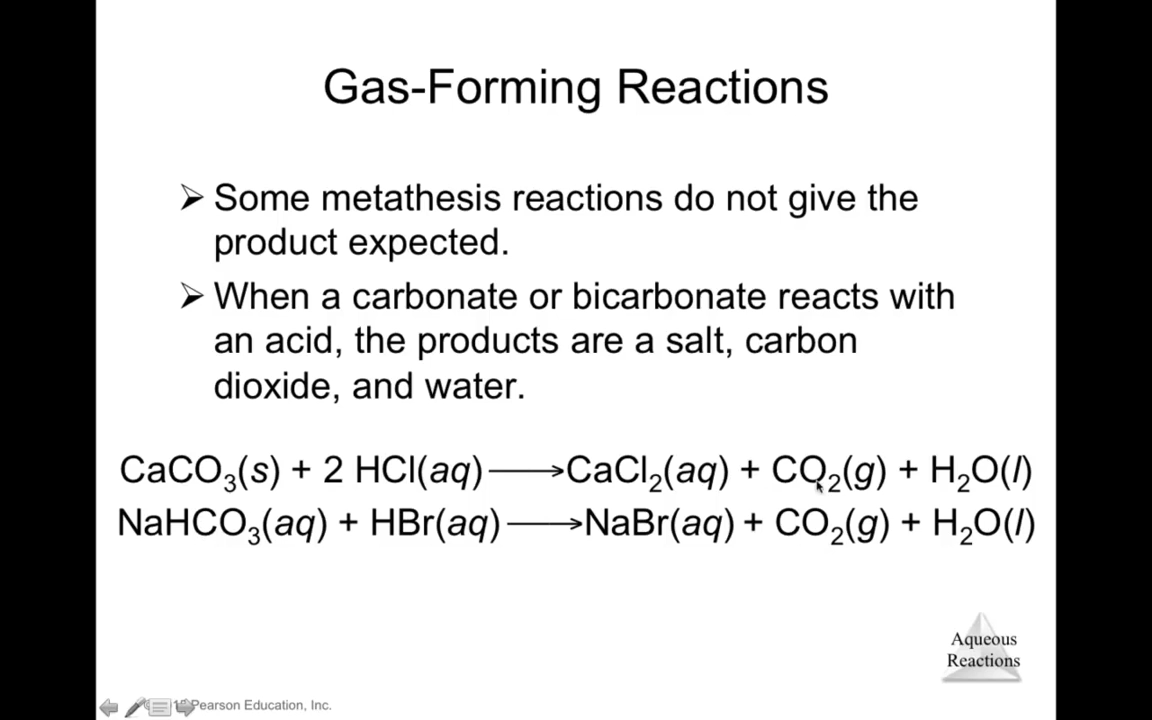 Gas-Forming Reactions
➢ Some metathesis reactions do not give the
product expected.
➢ When a carbonate or bicarbonate reacts with
an acid, the products are a salt, carbon
dioxide, and water.
CaCO₃(s) + 2 HCl(aq) ⟶ CaCl₂(aq) + CO₂(g) + H₂O(l)
NaHCO₃(aq) + HBr(aq) ⟶ NaBr(aq) + CO₂(g) + H₂O(l)
Aqueous
Reactions
Pearson Education, Inc.